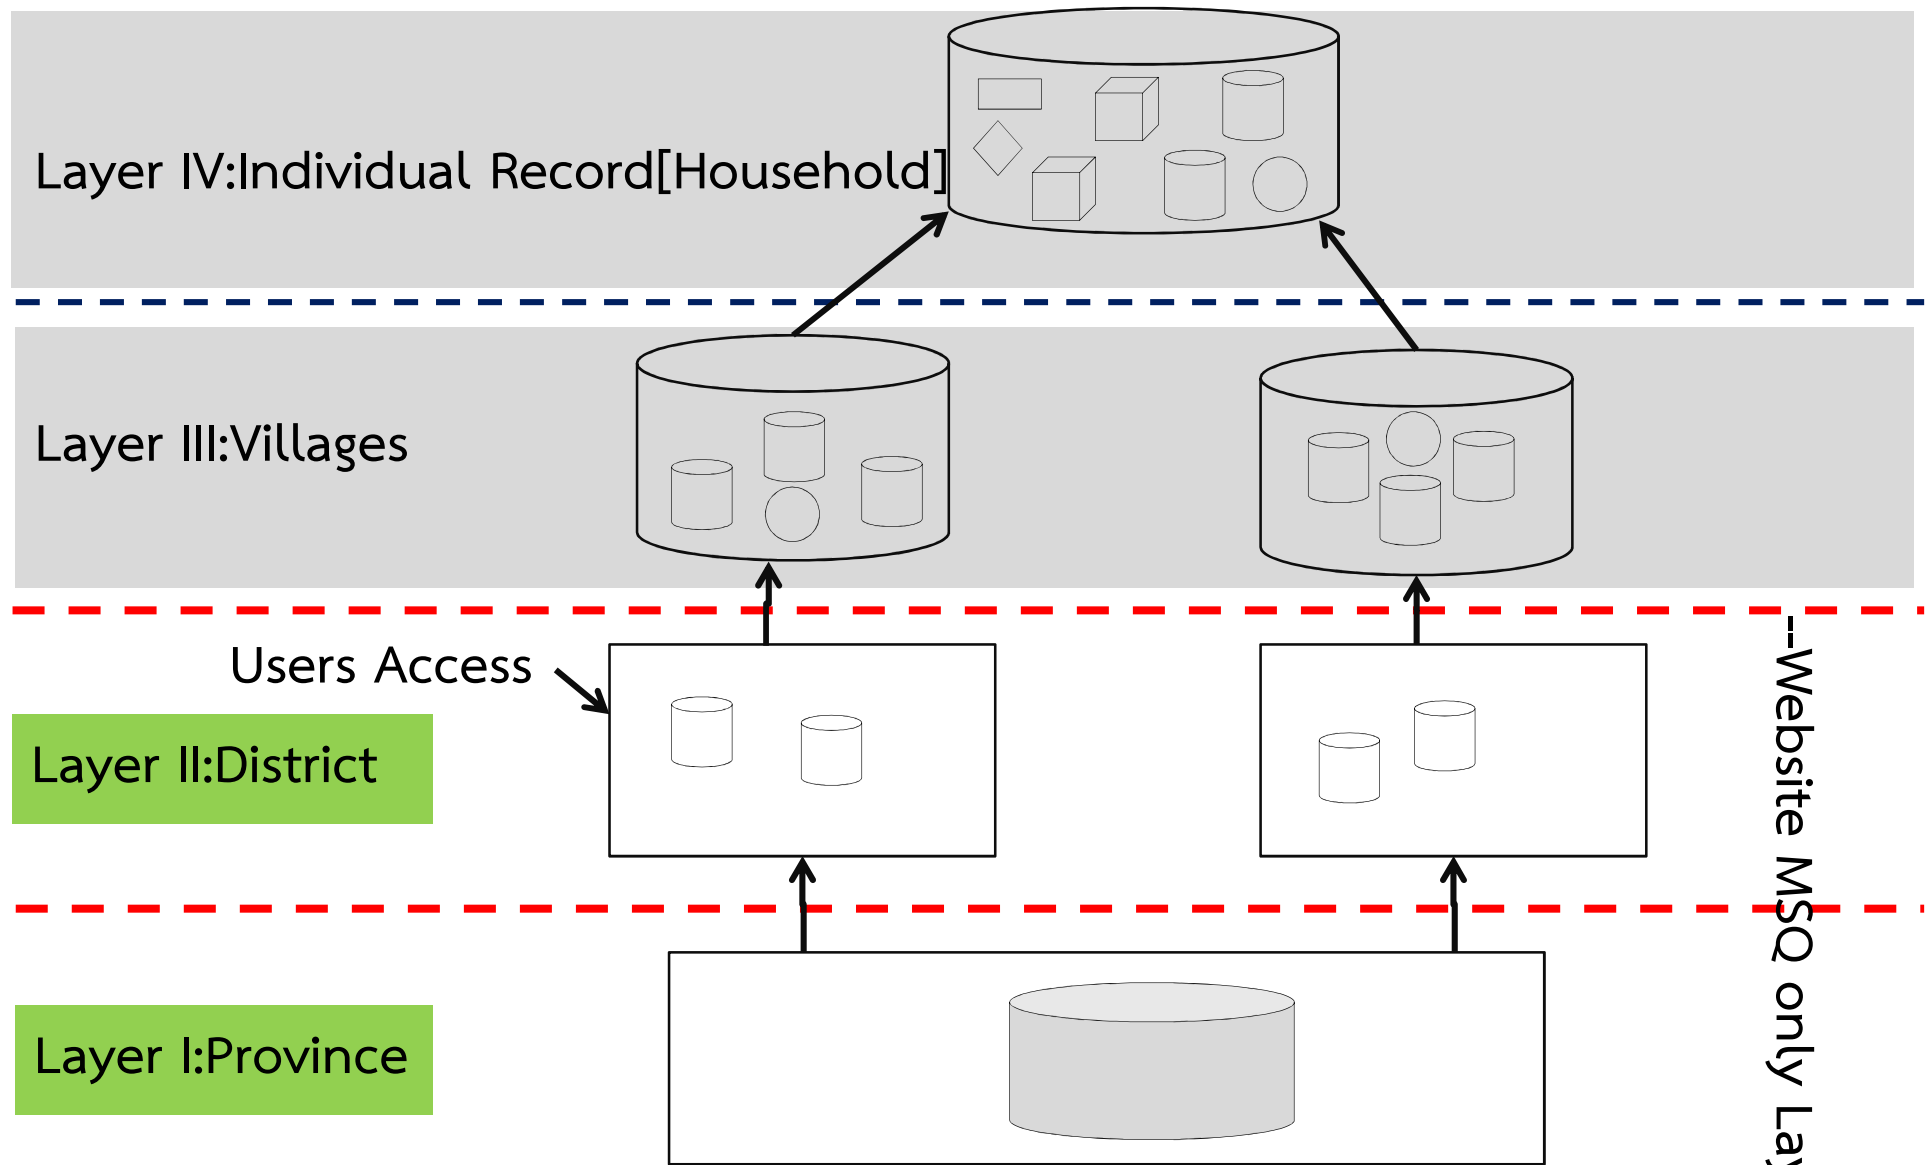 Layer IV:Individual Record[Household]
Layer III:Villages
Users Access
Layer II:District
Layer I:Province
--Website MSQ only